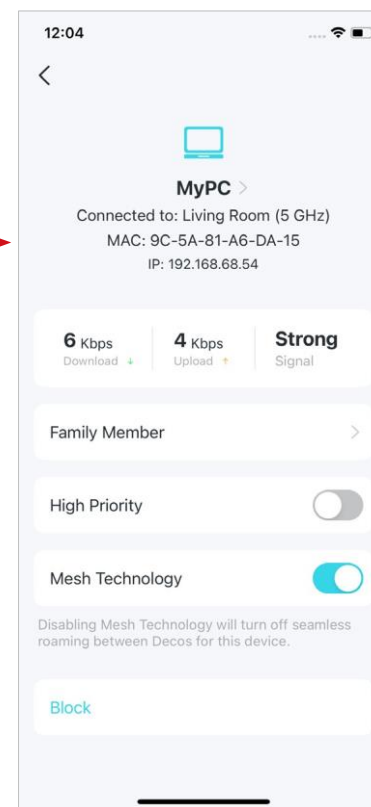 12:04
MyPC
Connected to: Living Room (5 GHz)
MAC: 9C-5A-81-A6-DA-15
IP: 192.168.68.54
6 Kbps 4 Kbps Strong
Download ↓ Upload ↑ Signal
Family Member
High Priority
Mesh Technology
Disabling Mesh Technology will turn off seamless
roaming between Decos for this device.
Block